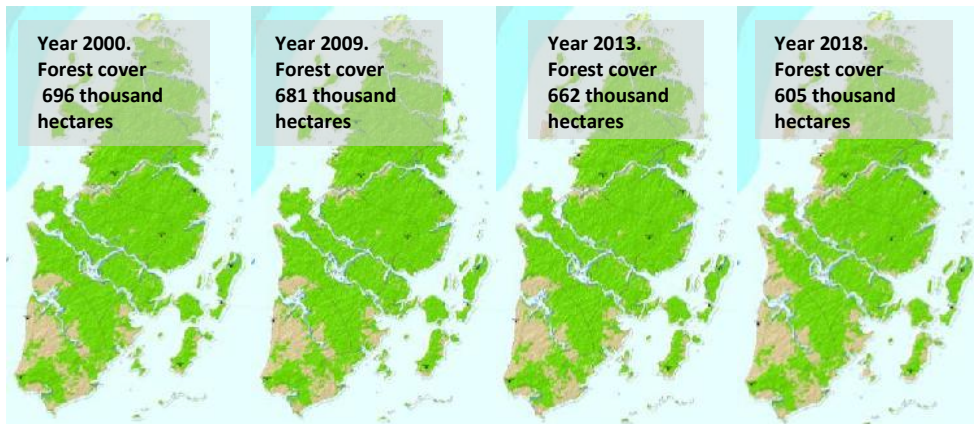 Year 2000.
Forest cover
696 thousand
hectares
Year 2009.
Forest cover
681 thousand
hectares
Year 2013.
Forest cover
662 thousand
hectares
Year 2018.
Forest cover
605 thousand
hectares